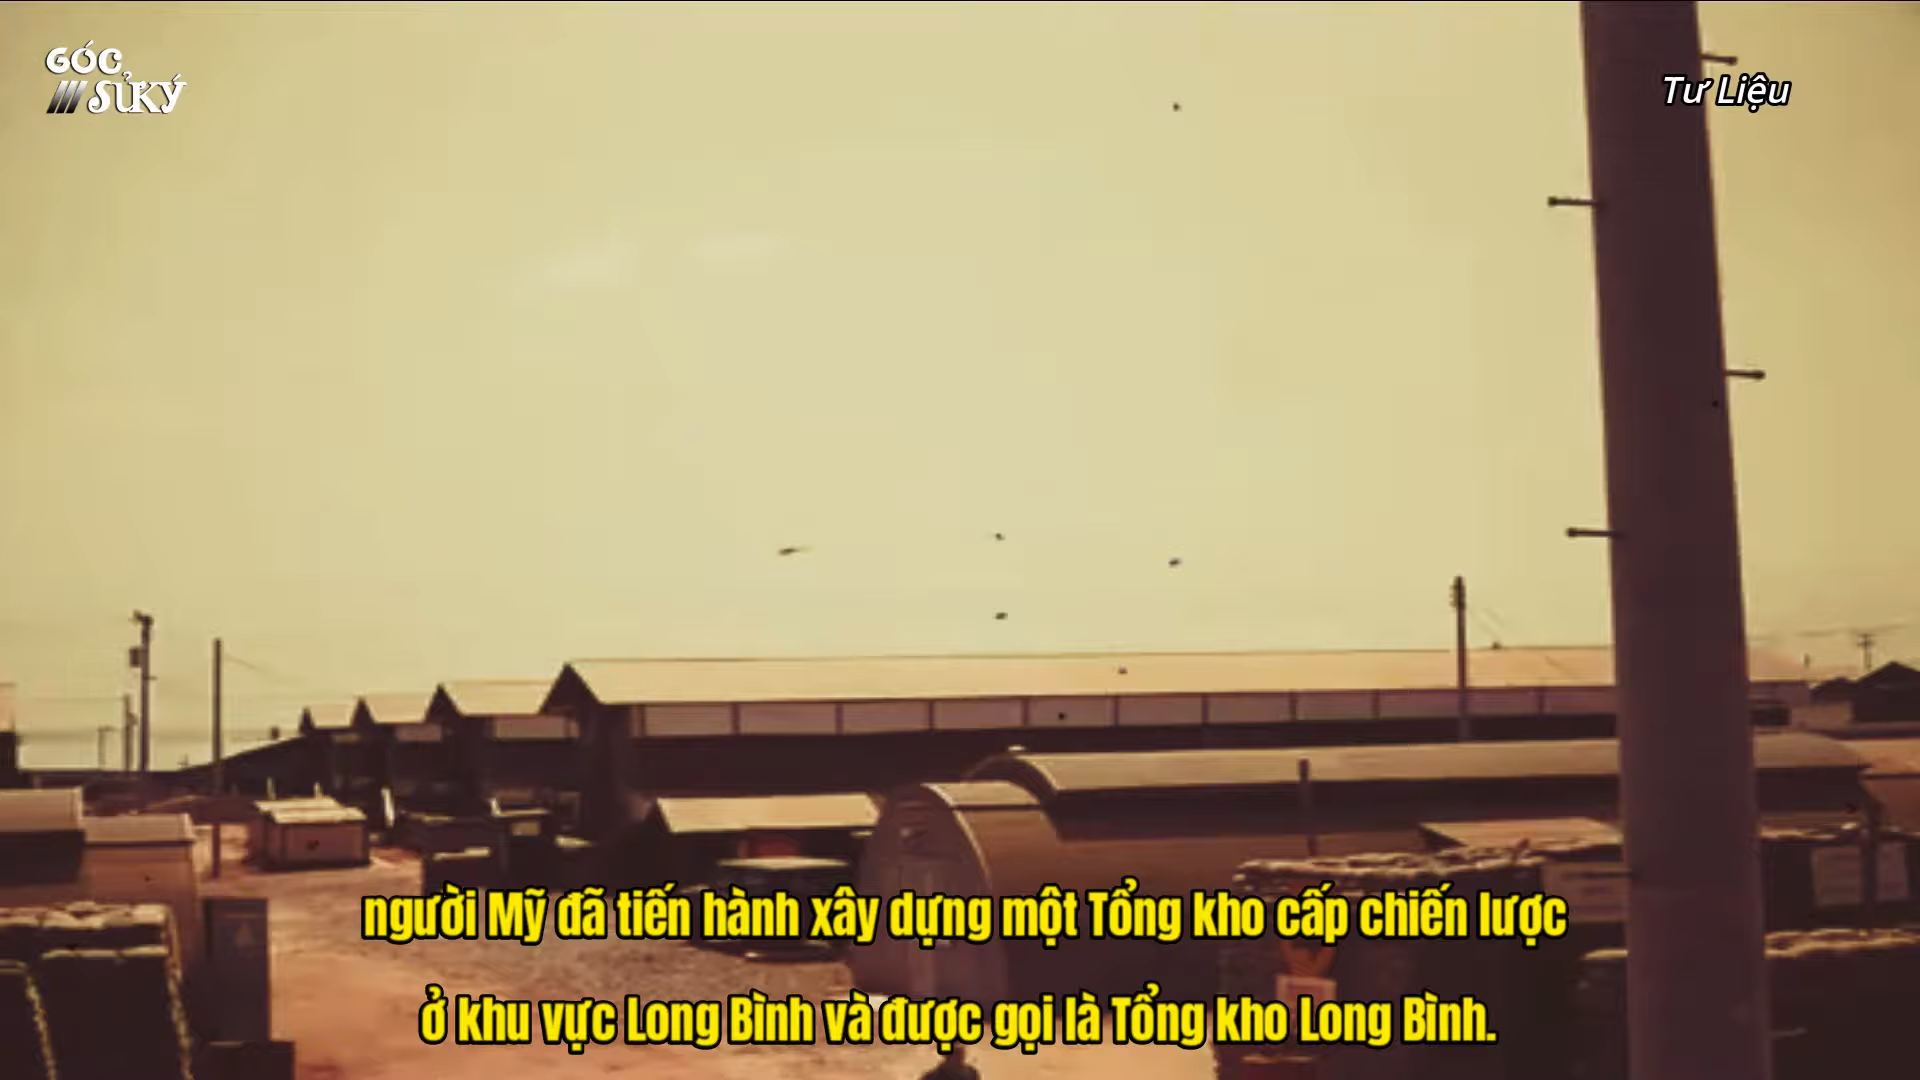 GÓC
SỬ KÝ
Tư Liệu
người Mỹ đã tiến hành xây dựng một Tổng kho cấp chiến lược
ở khu vực Long Bình và được gọi là Tổng kho Long Bình.